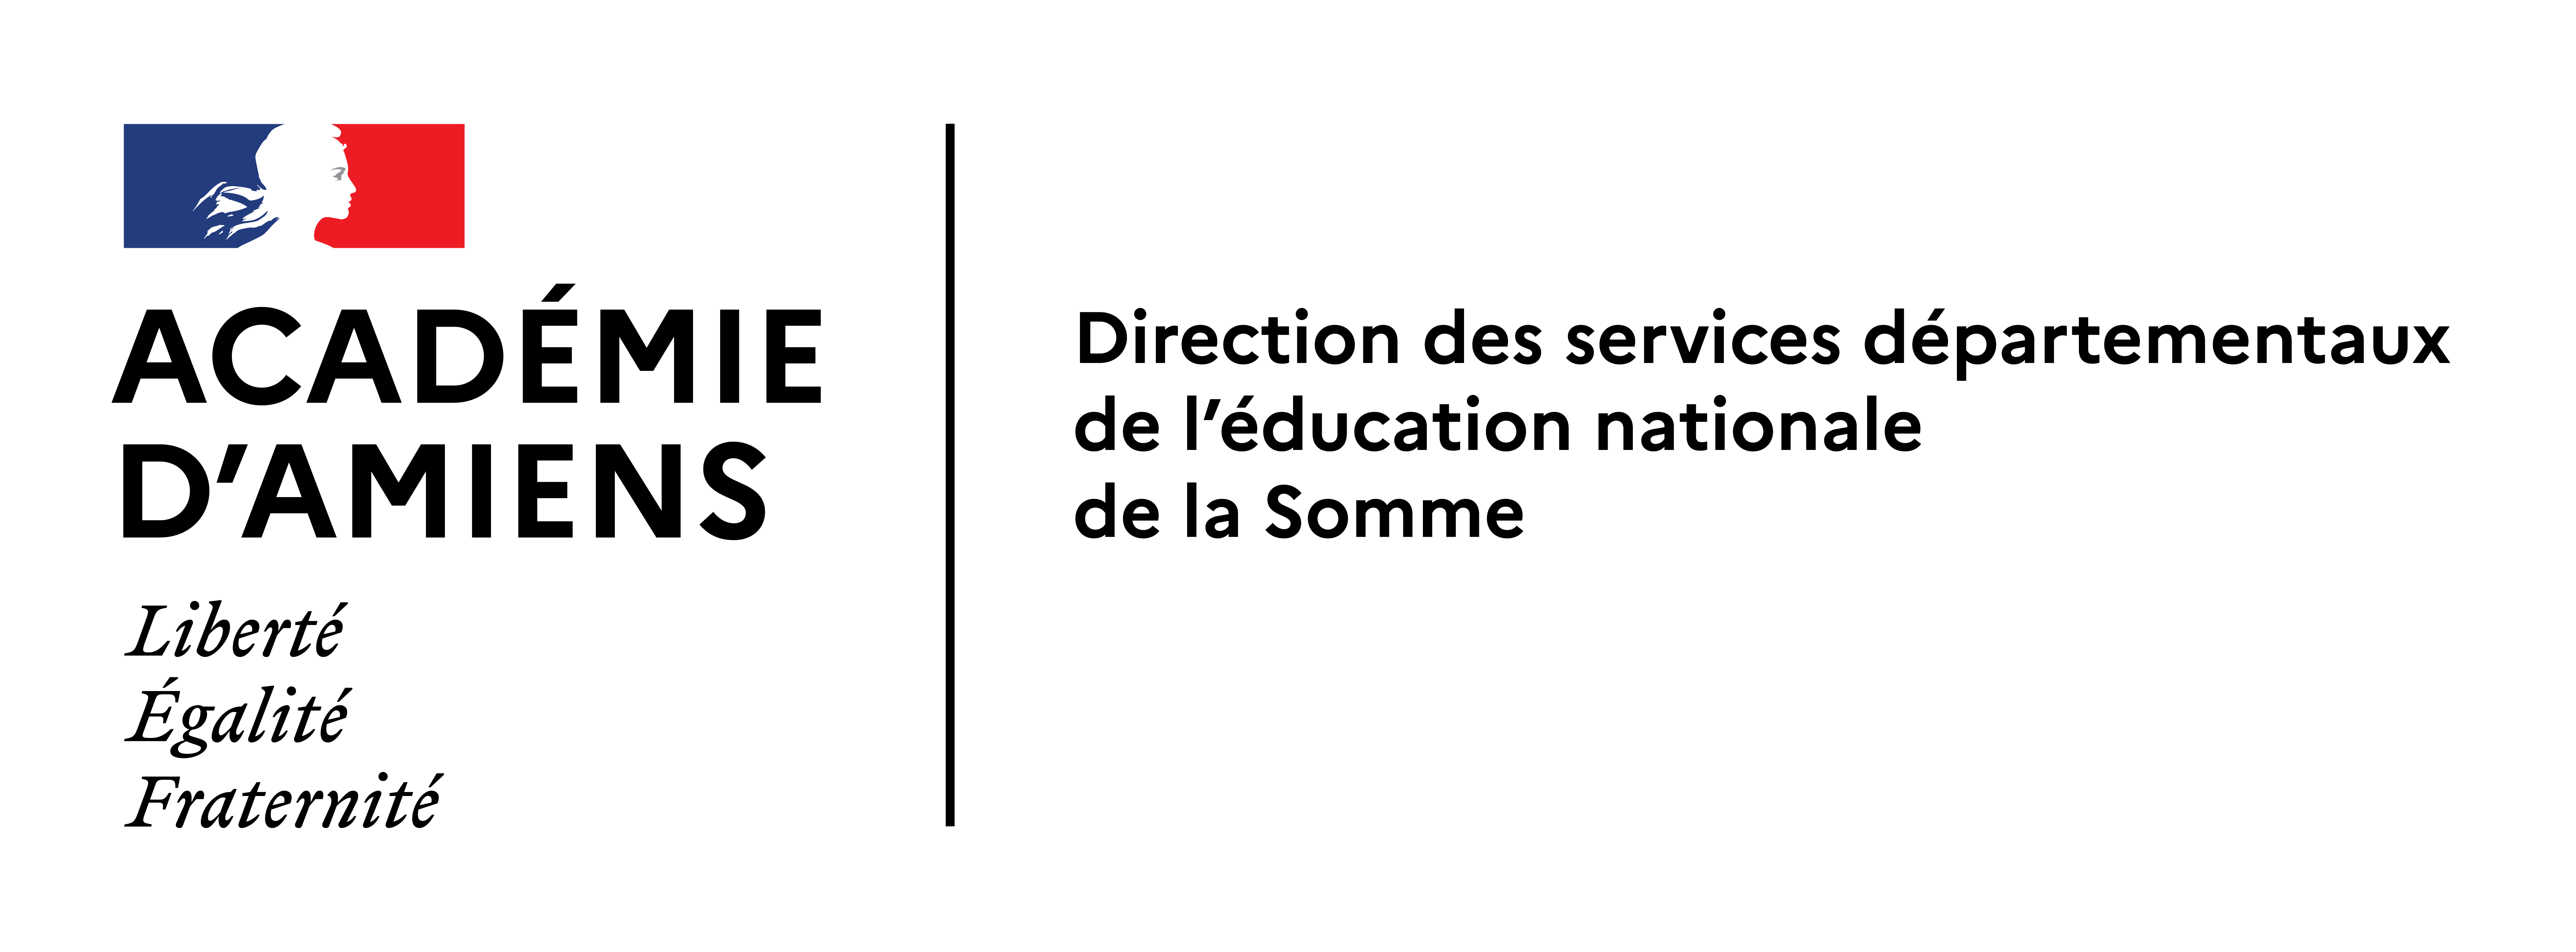 ACADÉMIE
D’AMIENS
Liberté
Égalité
Fraternité
Direction des services départementaux
de l’éducation nationale
de la Somme